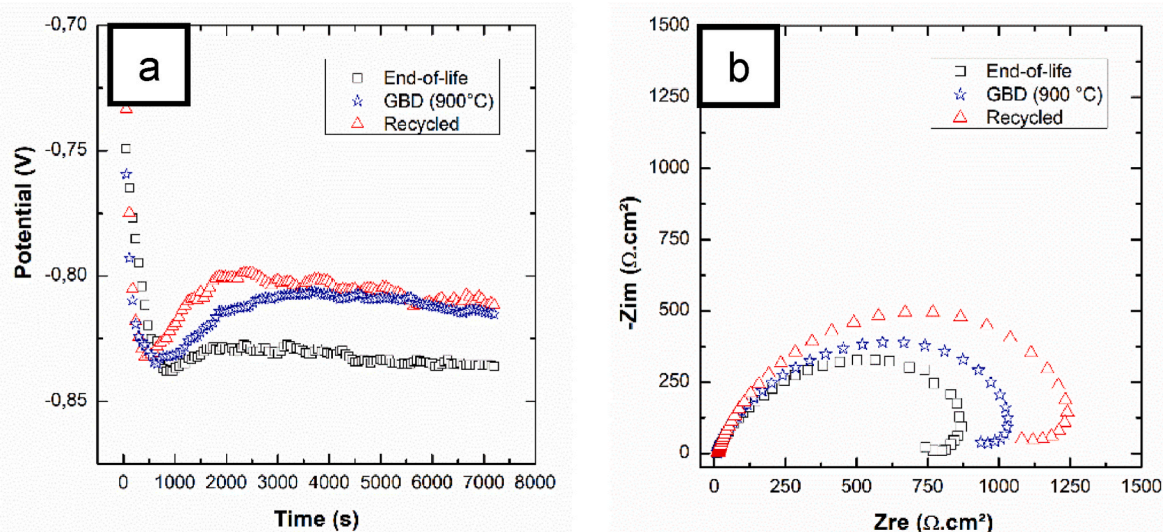 a
-0,70
-0,75
-0,80
-0,85
Potential (V)
End-of-life
GBD (900°C)
Recycled
0 1000 2000 3000 4000 5000 6000 7000 8000
Time (s)
b
1500
1250
1000
750
500
250
0
-Zim (Ω.cm²)
End-of-life
GBD (900 °C)
Recycled
0 250 500 750 1000 1250 1500
Zre (Ω.cm²)